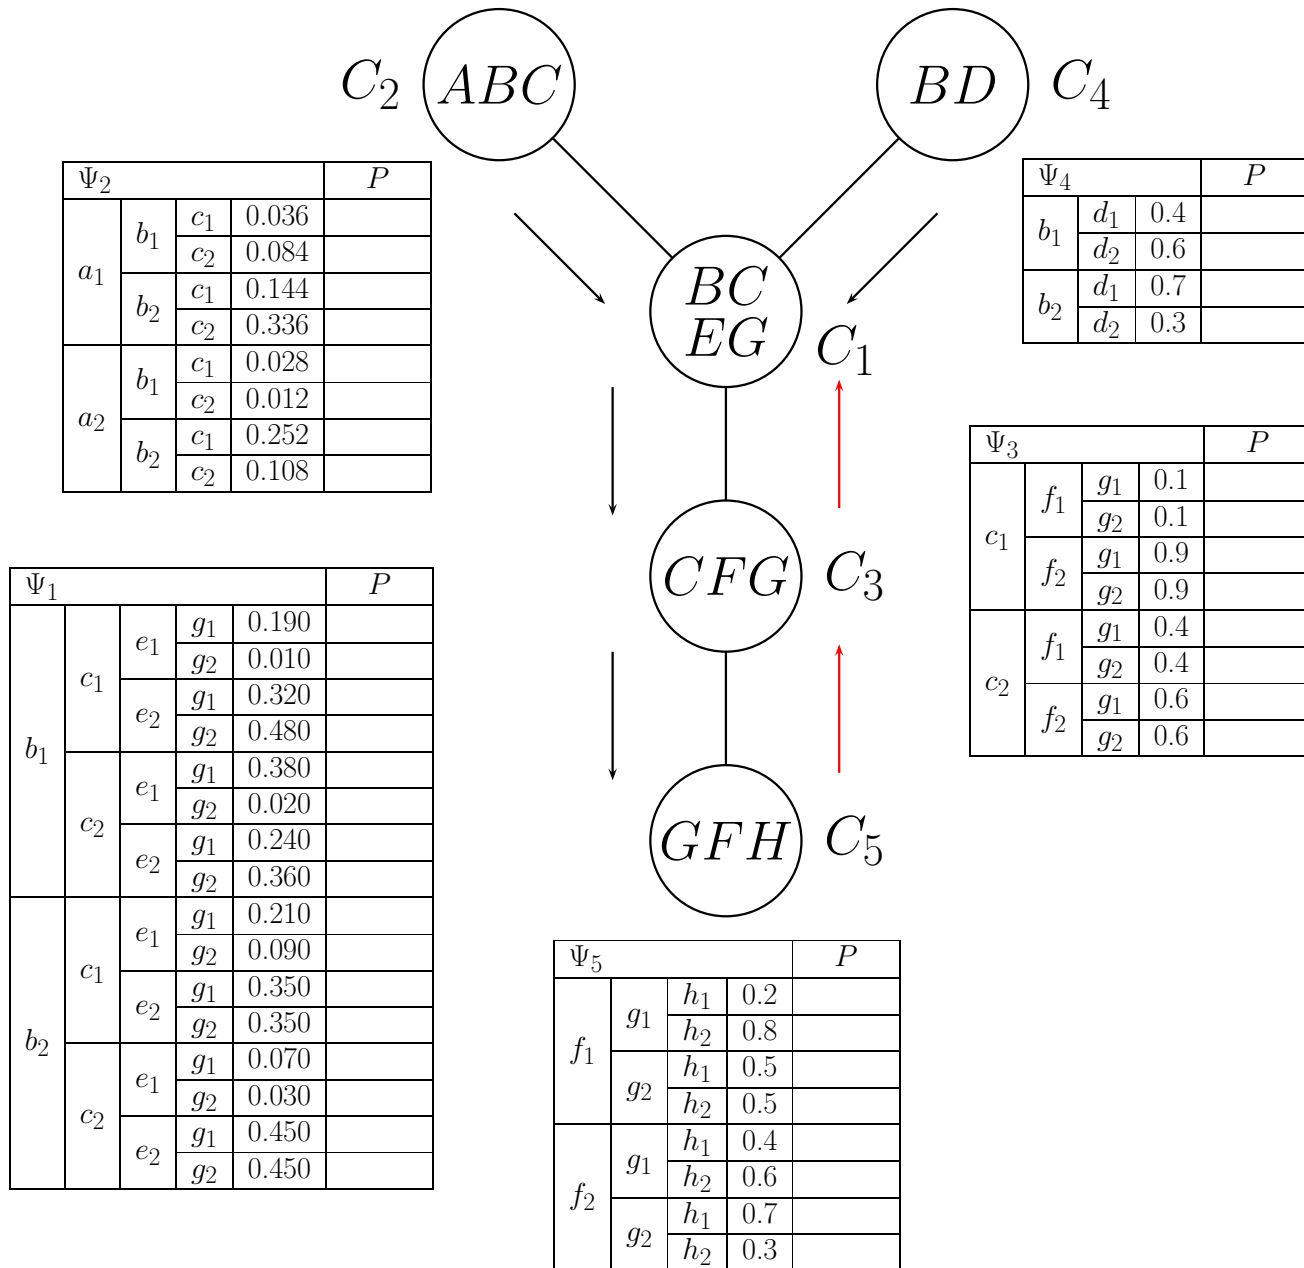 C2 ABC
BD C4
Ψ2 P
a1 b1 c1 0.036
c2 0.084
b2 c1 0.144
c2 0.336
a2 b1 c1 0.028
c2 0.012
b2 c1 0.252
c2 0.108
Ψ4 P
b1 d1 0.4
d2 0.6
b2 d1 0.7
d2 0.3
BC
EG
C1
Ψ3 P
c1 f1 g1 0.1
g2 0.1
f2 g1 0.9
g2 0.9
c2 f1 g1 0.4
g2 0.4
f2 g1 0.6
g2 0.6
CFG C3
Ψ1 P
b1 c1 e1 g1 0.190
g2 0.010
e2 g1 0.320
g2 0.480
c2 e1 g1 0.380
g2 0.020
e2 g1 0.240
g2 0.360
b2 c1 e1 g1 0.210
g2 0.090
e2 g1 0.350
g2 0.350
c2 e1 g1 0.070
g2 0.030
e2 g1 0.450
g2 0.450
GFH C5
Ψ5 P
f1 g1 h1 0.2
h2 0.8
g2 h1 0.5
h2 0.5
f2 g1 h1 0.4
h2 0.6
g2 h1 0.7
h2 0.3